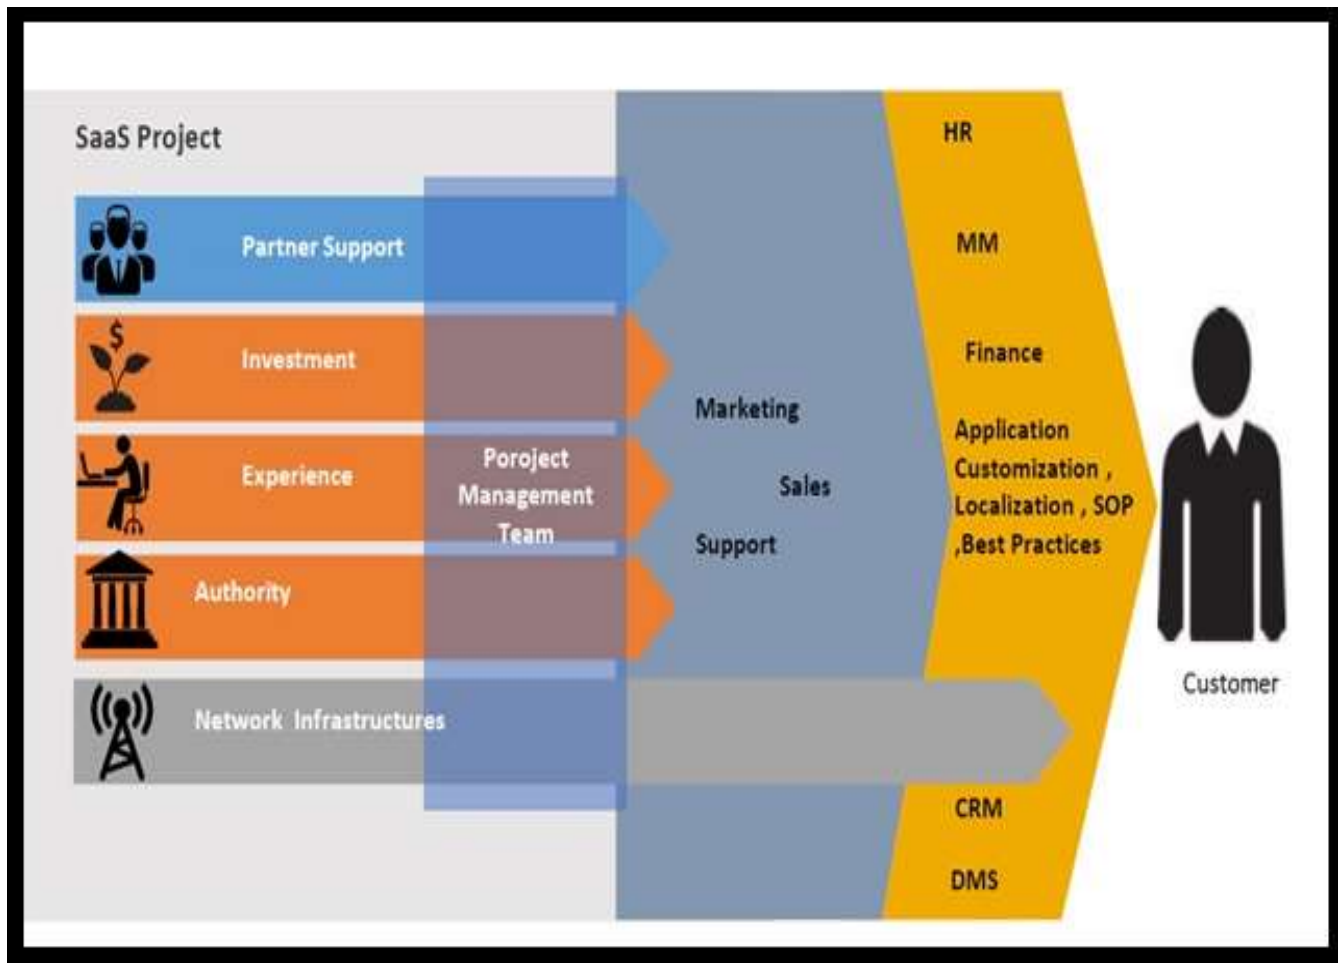 SaaS Project
Partner Support
Investment
Experience
Authority
Network Infrastructures
Poroject
Management
Team
Marketing
Sales
Support
HR
MM
Finance
Application
Customization ,
Localization , SOP
,Best Practices
CRM
DMS
Customer
$